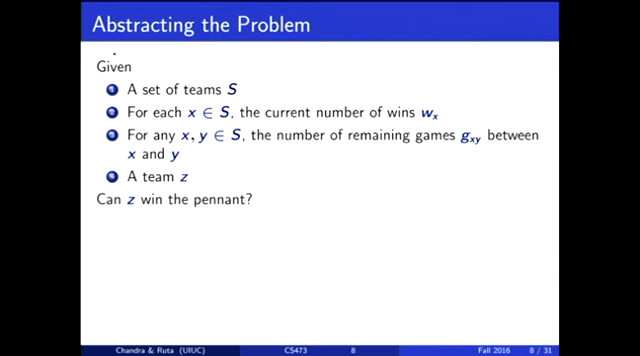 Abstracting the Problem
Given
1 A set of teams S
2 For each x ∈ S, the current number of wins wₓ
3 For any x, y ∈ S, the number of remaining games g_xy between
x and y
4 A team z
Can z win the pennant?
Chandra & Ruta (UIUC) CS473 8 Fall 2016 8 / 31